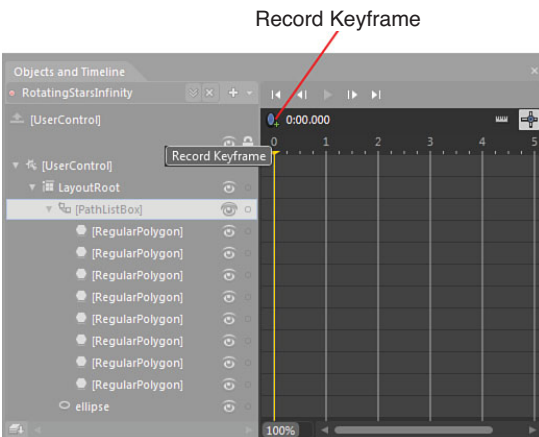 Record Keyframe
Objects and Timeline
RotatingStarsInfinity
[UserControl]
0:00.000
0 1 2 3 4 5
Record Keyframe
[UserControl]
LayoutRoot
[PathListBox]
[RegularPolygon]
[RegularPolygon]
[RegularPolygon]
[RegularPolygon]
[RegularPolygon]
[RegularPolygon]
[RegularPolygon]
ellipse
100%